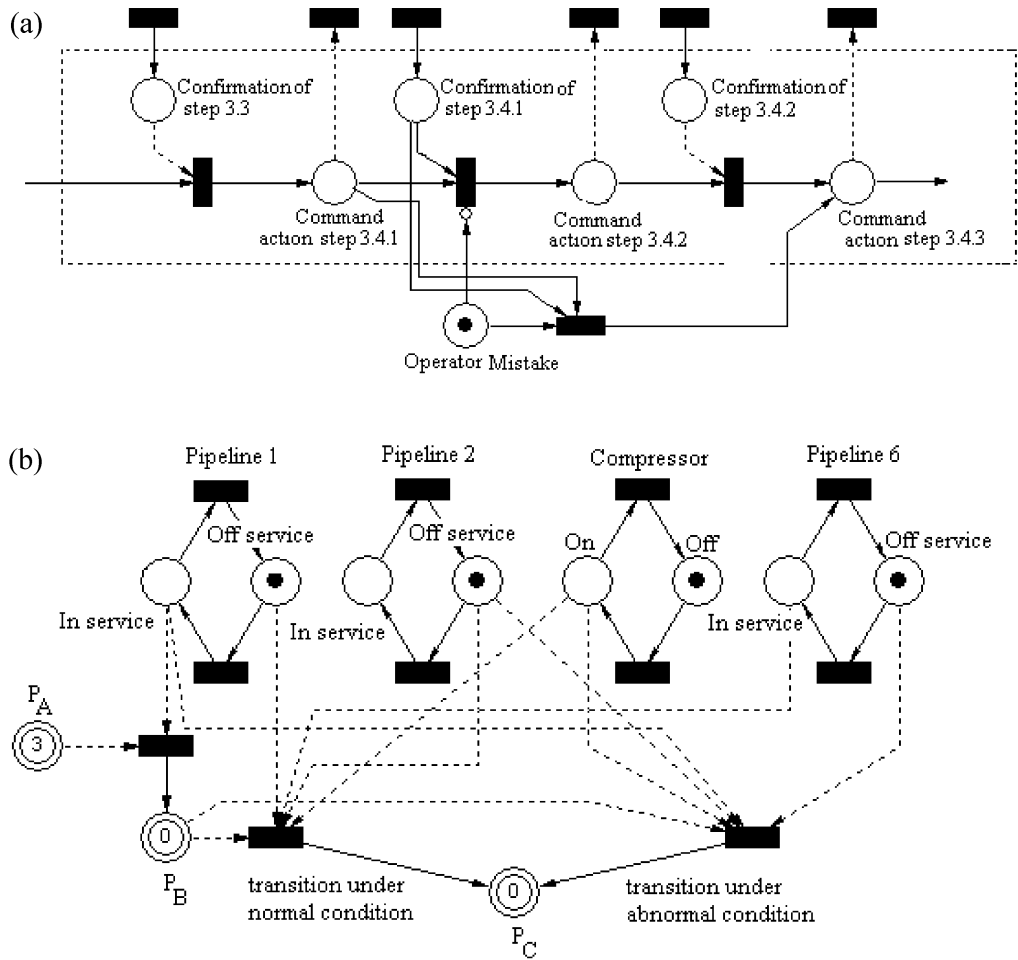 (a)
Confirmation of
step 3.3
Confirmation of
step 3.4.1
Confirmation of
step 3.4.2
Command
action step 3.4.1
Command
action step 3.4.2
Command
action step 3.4.3
Operator Mistake
(b)
Pipeline 1
Pipeline 2
Compressor
Pipeline 6
Off service
Off service
On
Off
Off service
In service
In service
In service
PA
3
0
PB
transition under
normal condition
0
PC
transition under
abnormal condition